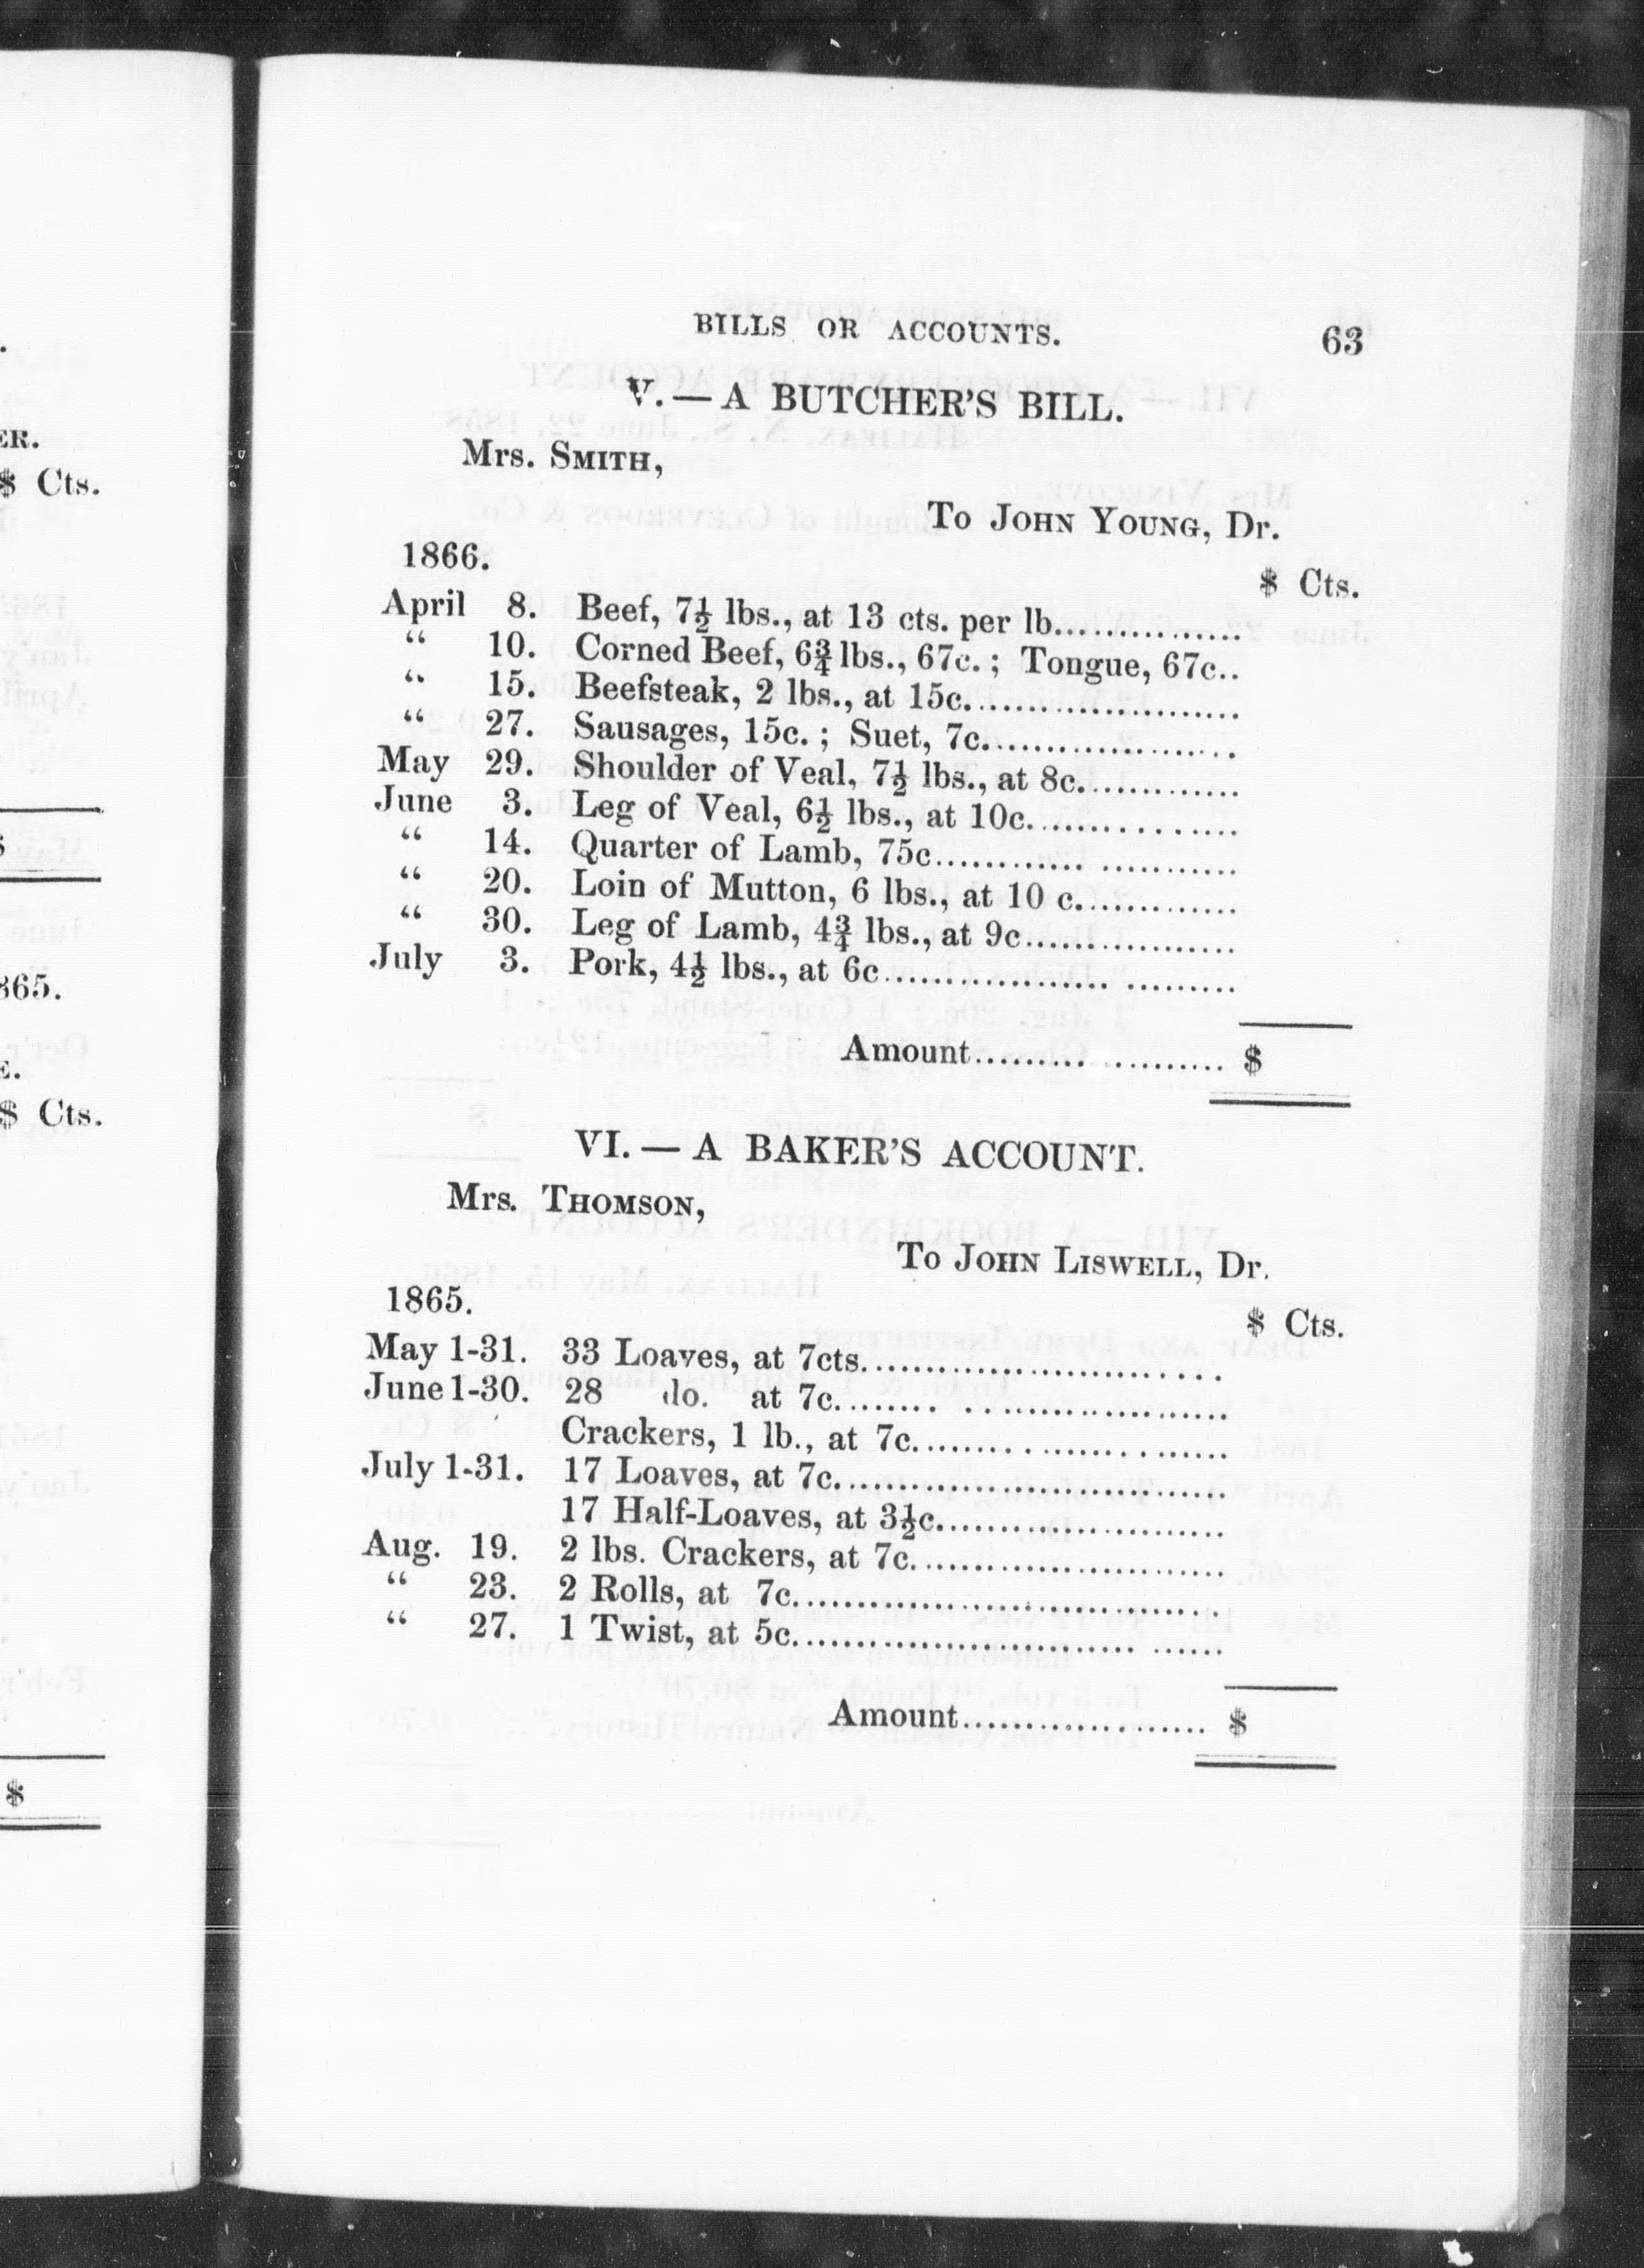 BILLS OR ACCOUNTS. 63
V.—A BUTCHER'S BILL.
Mrs. SMITH,
To JOHN YOUNG, Dr.
1866.
$ Cts.
April 8. Beef, 7½ lbs., at 13 cts. per lb...............
“ 10. Corned Beef, 6¾ lbs., 67c.; Tongue, 67c..
“ 15. Beefsteak, 2 lbs., at 15c......................
“ 27. Sausages, 15c.; Suet, 7c....................
May 29. Shoulder of Veal, 7½ lbs., at 8c.............
June 3. Leg of Veal, 6½ lbs., at 10c.................
“ 14. Quarter of Lamb, 75c............ ...........
“ 20. Loin of Mutton, 6 lbs., at 10 c.............
“ 30. Leg of Lamb, 4¾ lbs., at 9c.................
July 3. Pork, 4½ lbs., at 6c................... .........
Amount.................... $
VI.—A BAKER'S ACCOUNT.
Mrs. THOMSON,
To JOHN LISWELL, Dr.
1865.
$ Cts.
May 1-31. 33 Loaves, at 7cts.............................
June 1-30. 28 do. at 7c........ .....................
Crackers, 1 lb., at 7c.........................
July 1-31. 17 Loaves, at 7c...............................
17 Half-Loaves, at 3½c.......................
Aug. 19. 2 lbs. Crackers, at 7c.........................
“ 23. 2 Rolls, at 7c..................................
“ 27. 1 Twist, at 5c........................... ......
Amount................... $
ER.
$ Cts.
865.
E.
$ Cts.
$